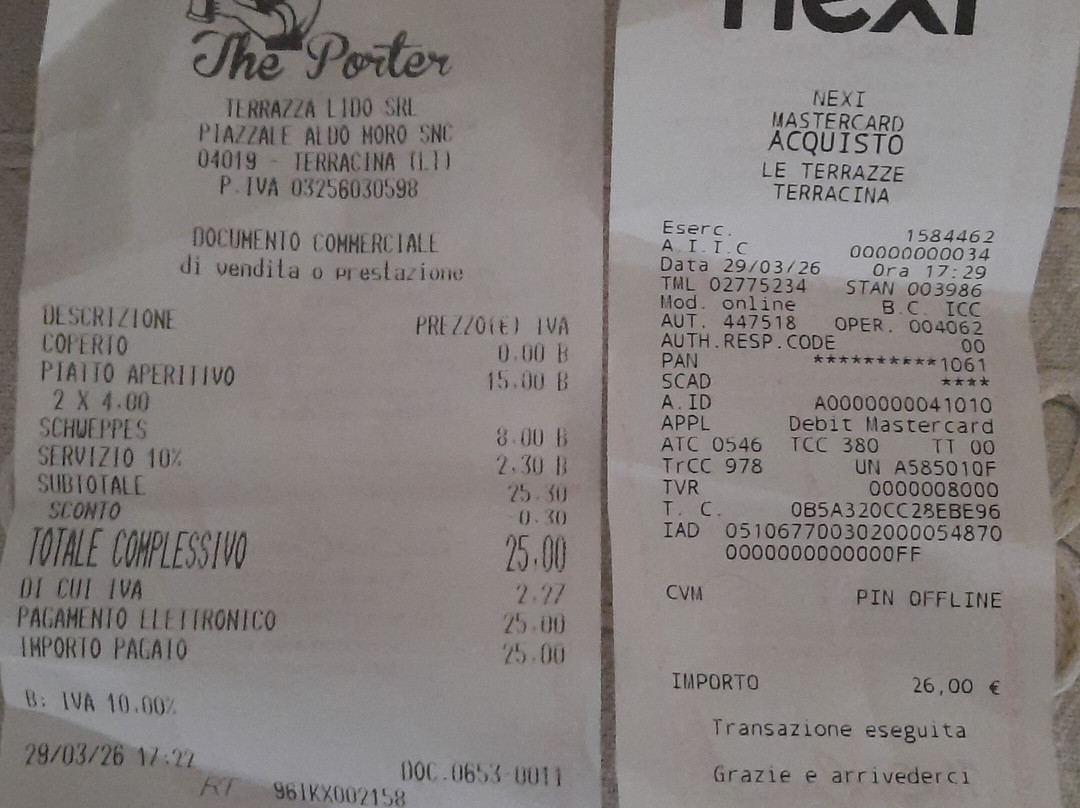 The Porter
TERRAZZA LIDO SRL
PIAZZALE ALDO MORO SNC
04019 - TERRACINA (LT)
P.IVA 03256030598
DOCUMENTO COMMERCIALE
di vendita o prestazione
DESCRIZIONE PREZZO(€) IVA
COPERTO 0.00 B
PIATTO APERITIVO 15.00 B
2 X 4.00
SCHWEPPES 8.00 B
SERVIZIO 10% 2.30 B
SUBTOTALE 25.30
SCONTO -0.30
TOTALE COMPLESSIVO 25.00
DI CUI IVA 2.27
PAGAMENTO ELETTRONICO 25.00
IMPORTO PAGATO 25.00
B: IVA 10.00%
29/03/26 17:22
DOC.0653-0011
RT 96IKX002158
nexi
NEXI
MASTERCARD
ACQUISTO
LE TERRAZZE
TERRACINA
Eserc. 1584462
A.I.I.C 00000000034
Data 29/03/26 Ora 17:29
TML 02775234 STAN 003986
Mod. online B.C. ICC
AUT. 447518 OPER. 004062
AUTH.RESP.CODE 00
PAN **********1061
SCAD ****
A.ID A0000000041010
APPL Debit Mastercard
ATC 0546 TCC 380 TT 00
TrCC 978 UN A585010F
TVR 0000008000
T. C. 0B5A320CC28EBE96
IAD 0510677003020000054870
0000000000000FF
CVM PIN OFFLINE
IMPORTO 26,00 €
Transazione eseguita
Grazie e arrivederci